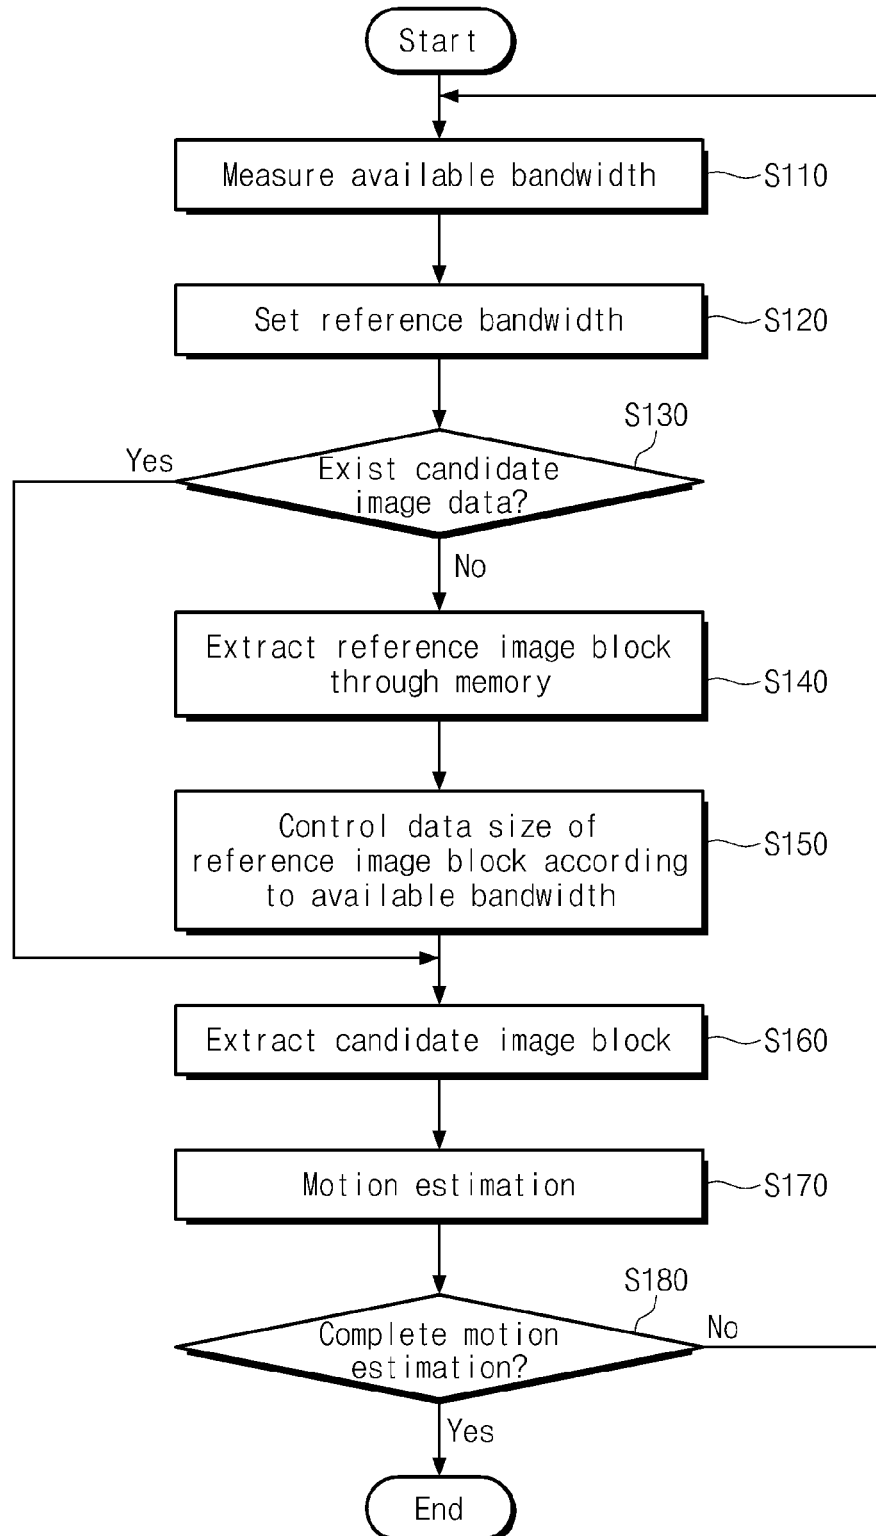 Start
Measure available bandwidth
S110
Set reference bandwidth
S120
S130
Yes
Exist candidate
image data?
No
Extract reference image block
through memory
S140
Control data size of
reference image block according
to available bandwidth
S150
Extract candidate image block
S160
Motion estimation
S170
S180
Complete motion
estimation?
No
Yes
End